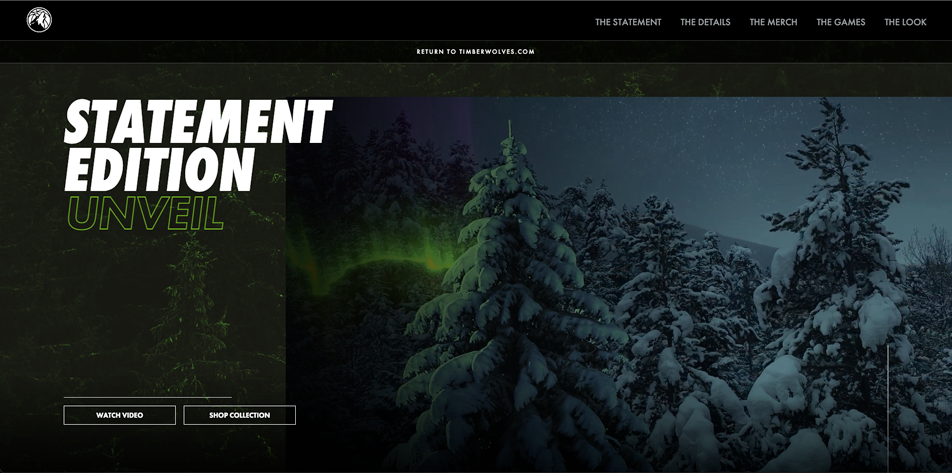 THE STATEMENT THE DETAILS THE MERCH THE GAMES THE LOOK
RETURN TO TIMBERWOLVES.COM
STATEMENT
EDITION
UNVEIL
WATCH VIDEO SHOP COLLECTION